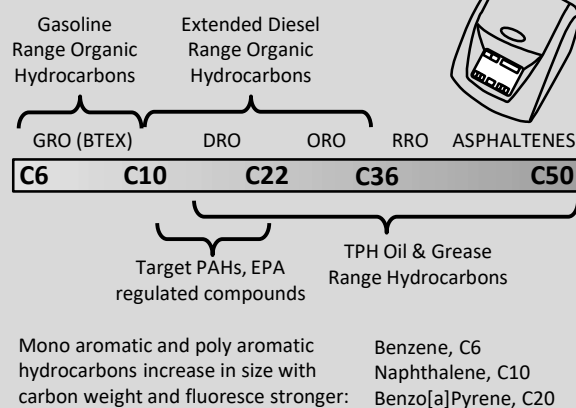 Gasoline
Range Organic
Hydrocarbons
Extended Diesel
Range Organic
Hydrocarbons
GRO (BTEX) DRO ORO RRO ASPHALTENES
C6 C10 C22 C36 C50
Target PAHs, EPA
regulated compounds
TPH Oil & Grease
Range Hydrocarbons
Mono aromatic and poly aromatic
hydrocarbons increase in size with
carbon weight and fluoresce stronger:
Benzene, C6
Naphthalene, C10
Benzo[a]Pyrene, C20